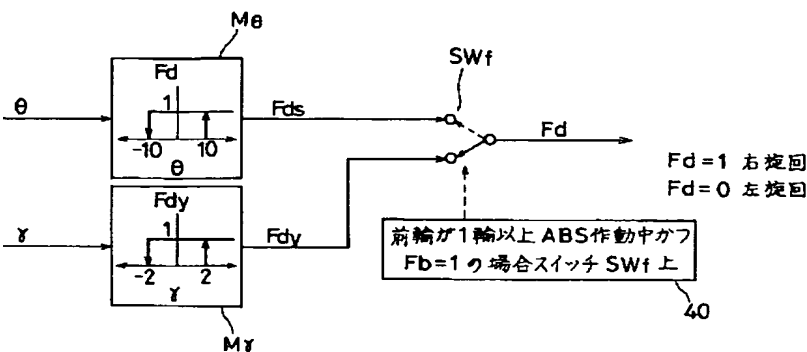 Mθ
θ
Fd
1
-10 10
θ
Fds
SWf
Fd
Fd=1 右旋回
Fd=0 左旋回
γ
Fdy
1
-2 2
γ
Fdy
Mγ
前輪が1輪以上ABS作動中かつ
Fb=1の場合スイッチSWf上
40